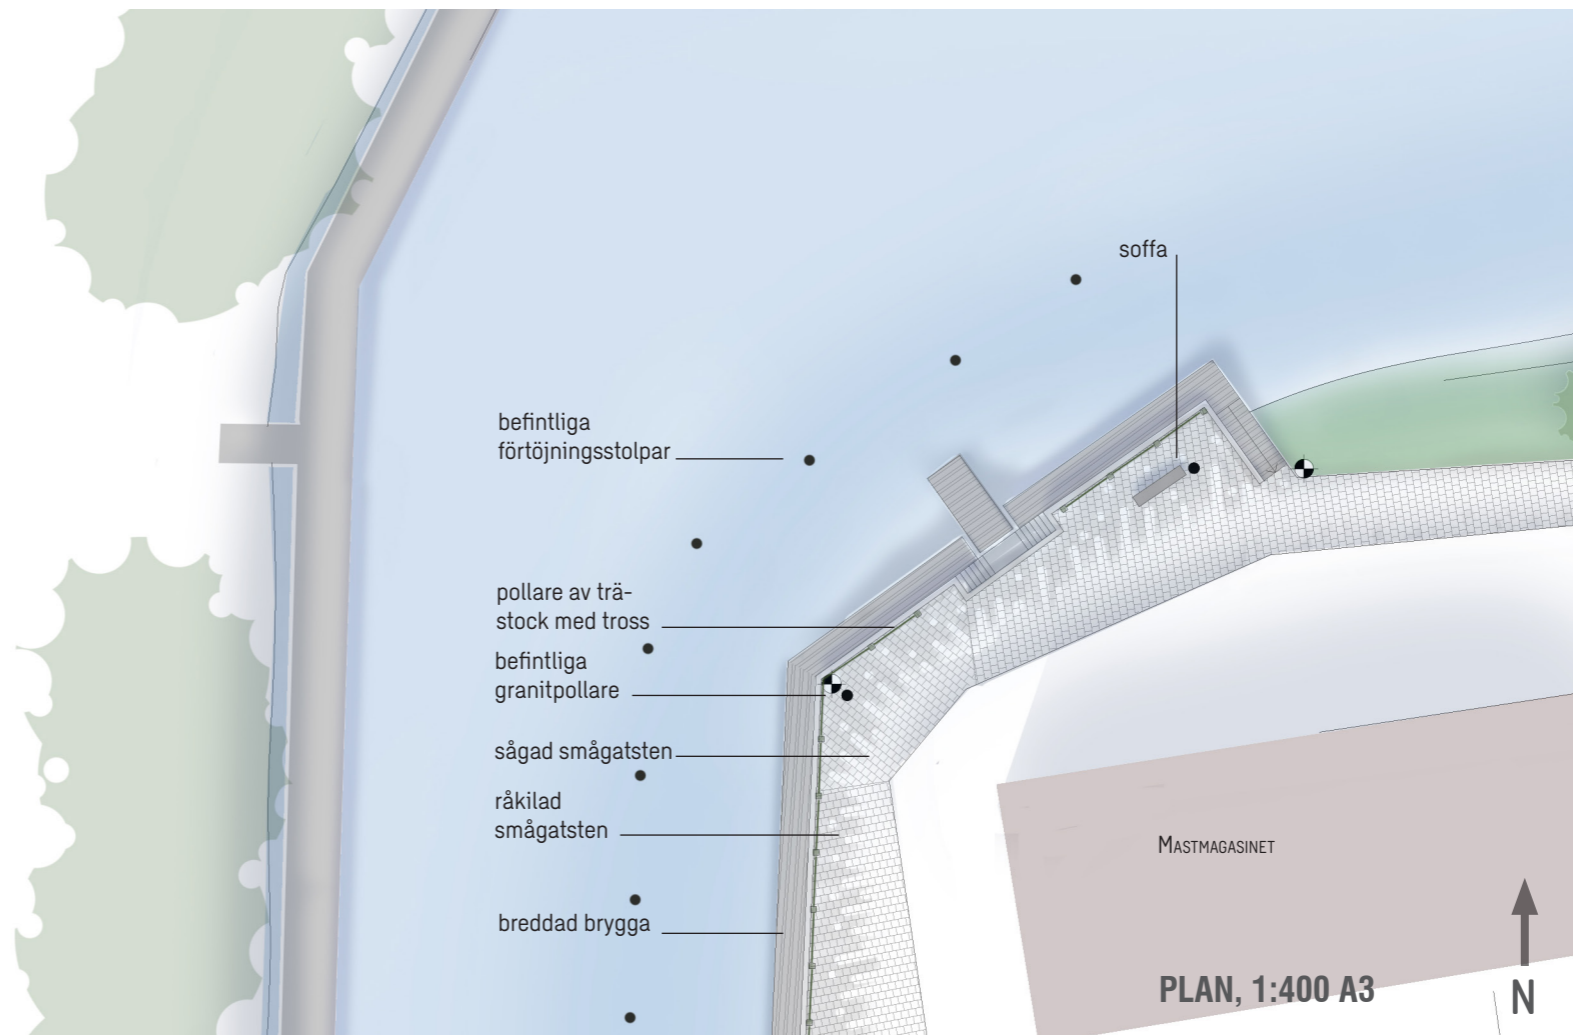 soffa
befintliga
förtöjningsstolpar
pollare av trä-
stock med tross
befintliga
granitpollare
sågad smågatsten
råkilad
smågatsten
breddad brygga
Mastmagasinet
PLAN, 1:400 A3
N